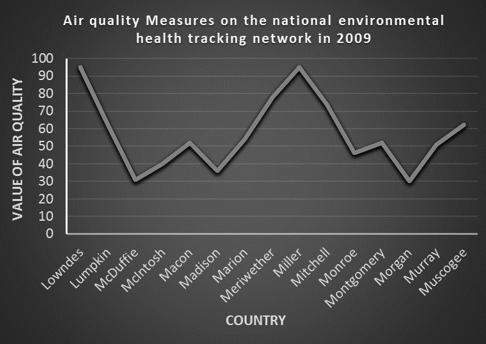 Air quality Measures on the national environmental
health tracking network in 2009
VALUE OF AIR QUALITY
100
90
80
70
60
50
40
30
20
10
0
Lowndes
Lumpkin
McDuffie
McIntosh
Macon
Madison
Marion
Meriwether
Miller
Mitchell
Monroe
Montgomery
Morgan
Murray
Muscogee
COUNTRY